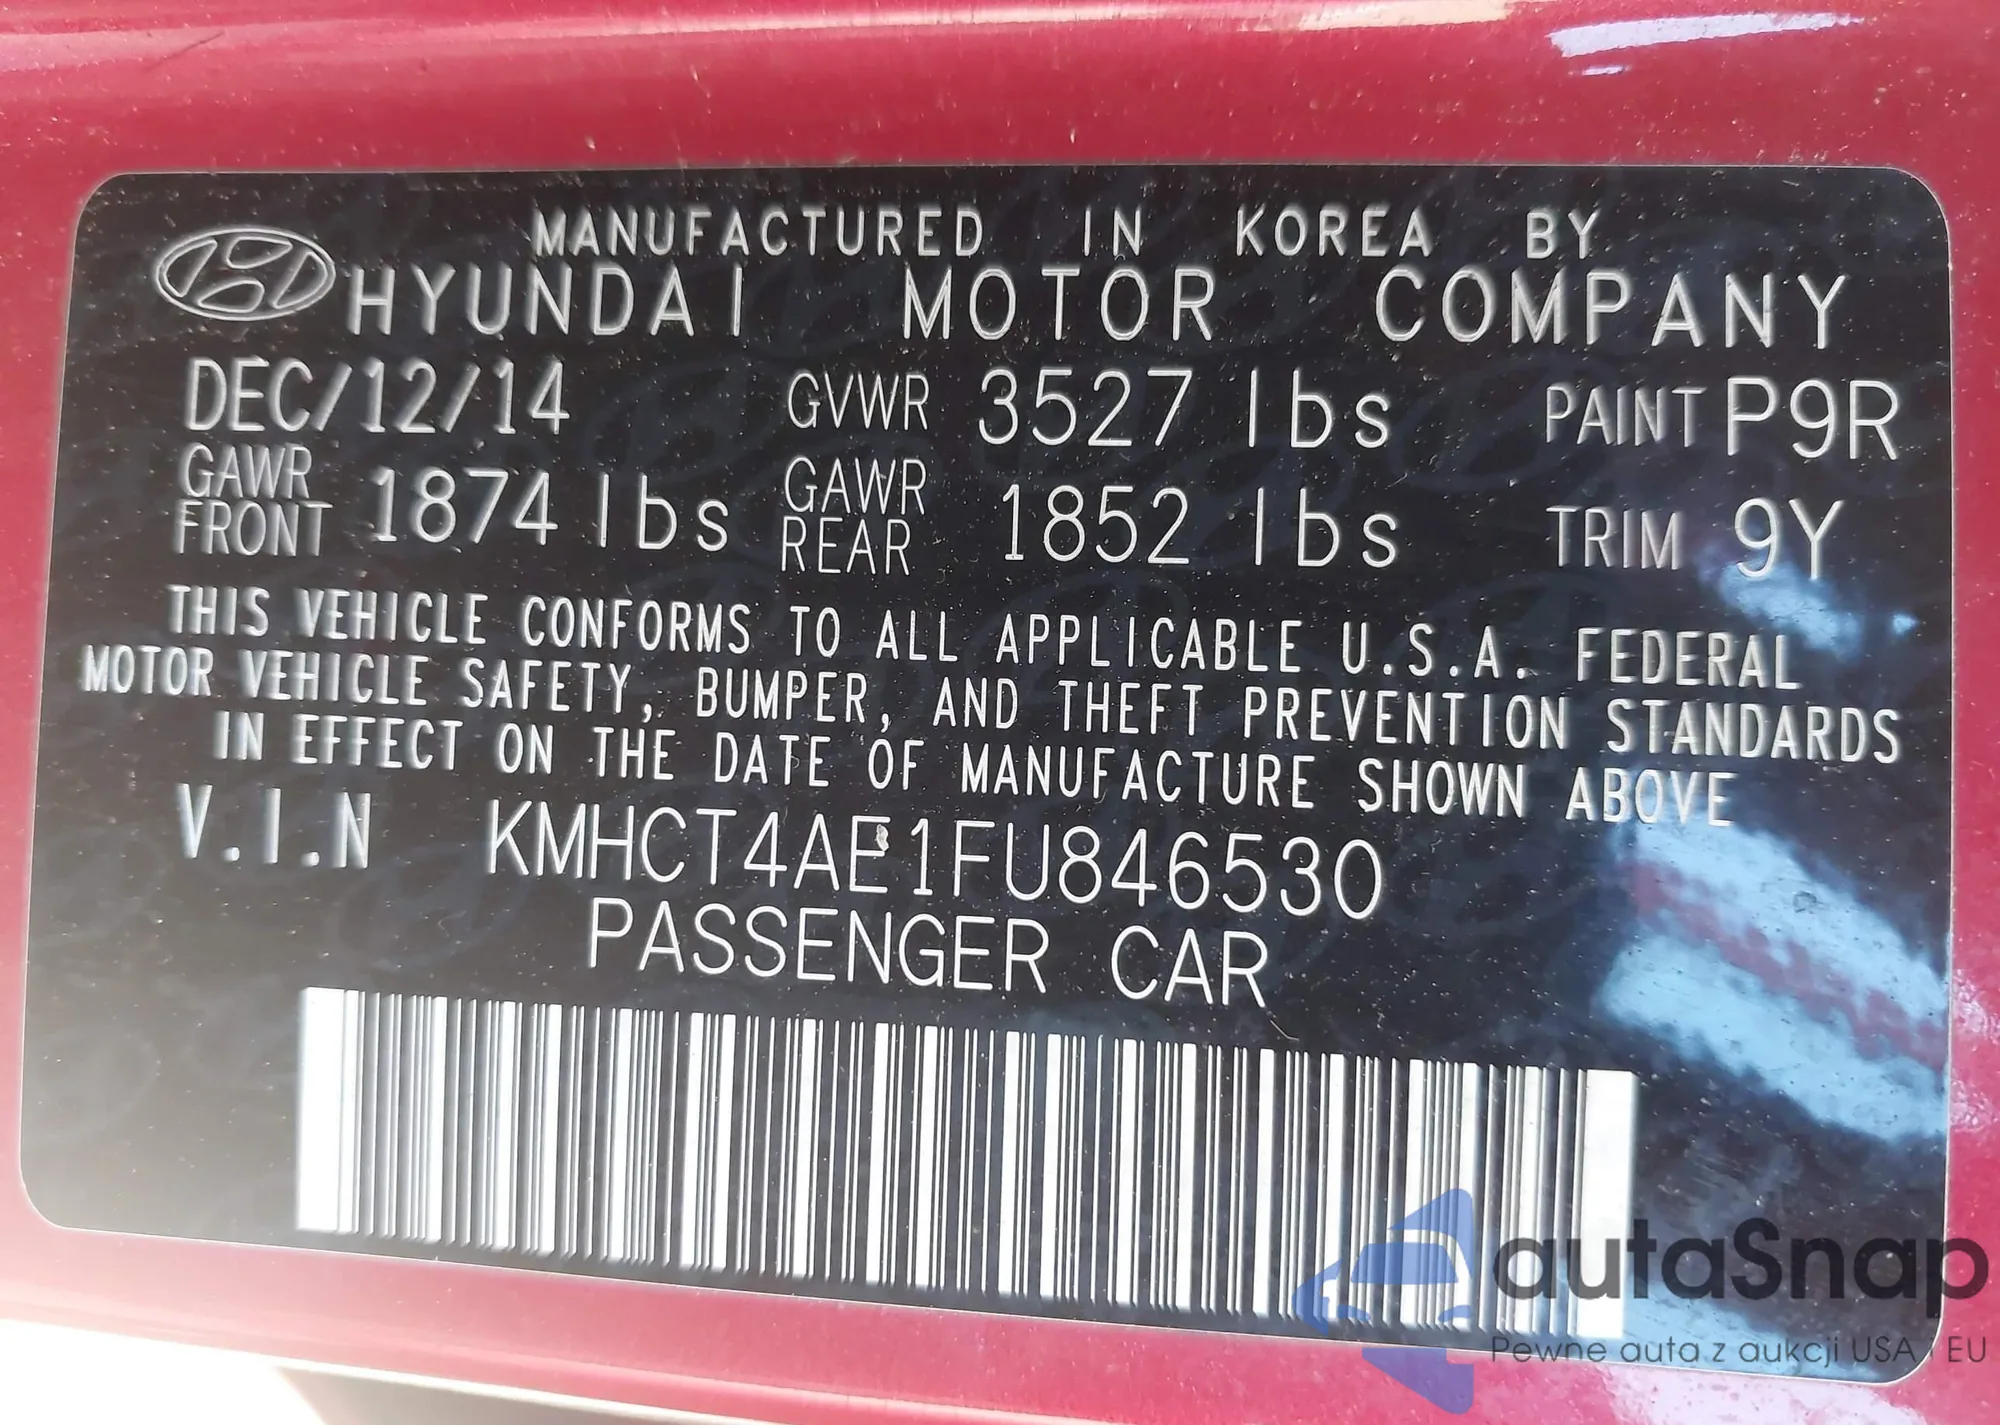 MANUFACTURED IN KOREA BY
HYUNDAI MOTOR COMPANY
DEC/12/14 GVWR 3527 lbs PAINT P9R
GAWR FRONT 1874 lbs GAWR REAR 1852 lbs TRIM 9Y
THIS VEHICLE CONFORMS TO ALL APPLICABLE U.S.A. FEDERAL
MOTOR VEHICLE SAFETY, BUMPER, AND THEFT PREVENTION STANDARDS
IN EFFECT ON THE DATE OF MANUFACTURE SHOWN ABOVE
V.I.N KMHCT4AE1FU846530
PASSENGER CAR
autaSnap
Pewne auta z aukcji USA i EU